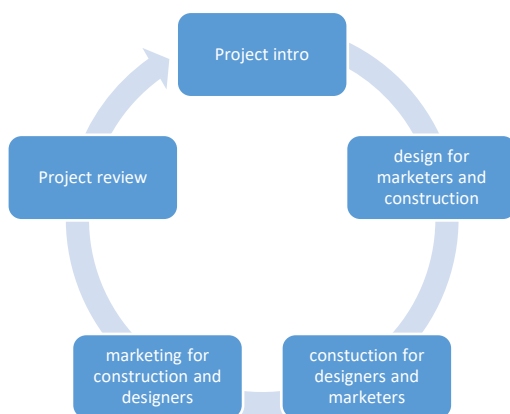 Project intro
design for
marketers and
construction
constuction for
designers and
marketers
marketing for
construction and
designers
Project review